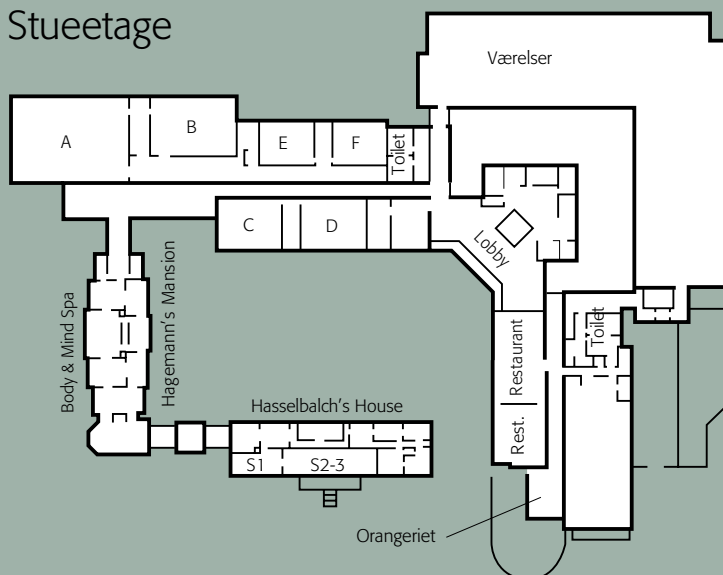 Stueetage
Værelser
A
B
E
F
Toilet
C
D
Lobby
Body & Mind Spa
Hagemann's Mansion
Restaurant
Toilet
Hasselbalch's House
Rest.
S1
S2-3
Orangeriet